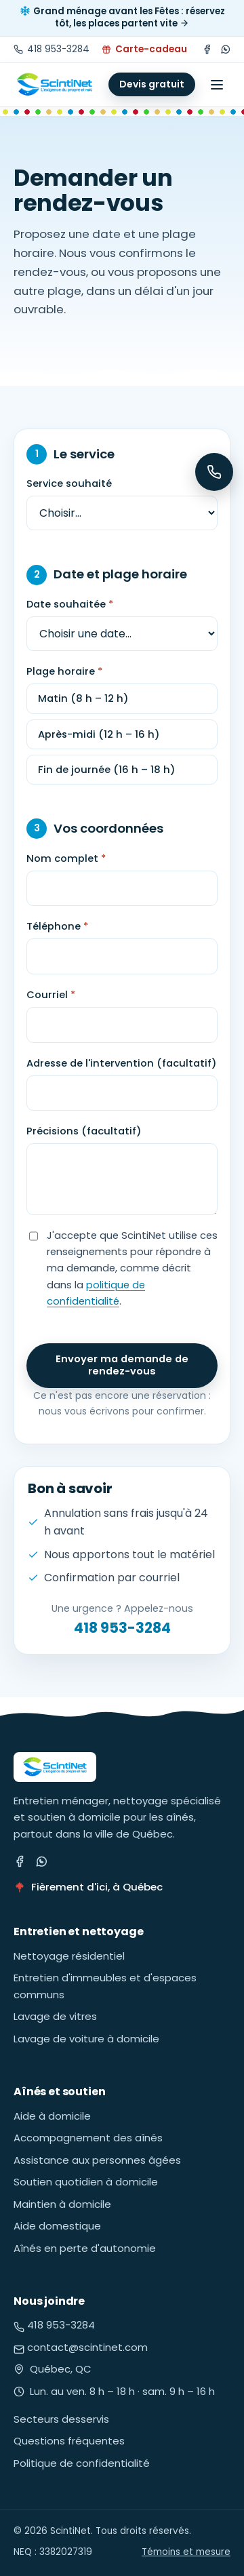 Grand ménage avant les Fêtes : réservez
tôt, les places partent vite →
418 953-3284
Carte-cadeau
ScintiNet
L'élégance du propre en net
Devis gratuit
Demander un
rendez-vous
Proposez une date et une plage
horaire. Nous vous confirmons le
rendez-vous, ou vous proposons une
autre plage, dans un délai d'un jour
ouvrable.
1 Le service
Service souhaité
Choisir...
2 Date et plage horaire
Date souhaitée *
Choisir une date...
Plage horaire *
Matin (8 h – 12 h)
Après-midi (12 h – 16 h)
Fin de journée (16 h – 18 h)
3 Vos coordonnées
Nom complet *
Téléphone *
Courriel *
Adresse de l'intervention (facultatif)
Précisions (facultatif)
J'accepte que ScintiNet utilise ces
renseignements pour répondre à
ma demande, comme décrit
dans la politique de
confidentialité.
Envoyer ma demande de
rendez-vous
Ce n'est pas encore une réservation :
nous vous écrivons pour confirmer.
Bon à savoir
Annulation sans frais jusqu'à 24
h avant
Nous apportons tout le matériel
Confirmation par courriel
Une urgence ? Appelez-nous
418 953-3284
ScintiNet
Entretien ménager, nettoyage spécialisé
et soutien à domicile pour les aînés,
partout dans la ville de Québec.
Fièrement d'ici, à Québec
Entretien et nettoyage
Nettoyage résidentiel
Entretien d'immeubles et d'espaces
communs
Lavage de vitres
Lavage de voiture à domicile
Aînés et soutien
Aide à domicile
Accompagnement des aînés
Assistance aux personnes âgées
Soutien quotidien à domicile
Maintien à domicile
Aide domestique
Aînés en perte d'autonomie
Nous joindre
418 953-3284
contact@scintinet.com
Québec, QC
Lun. au ven. 8 h – 18 h · sam. 9 h – 16 h
Secteurs desservis
Questions fréquentes
Politique de confidentialité
© 2026 ScintiNet. Tous droits réservés.
NEQ : 3382027319
Témoins et mesure